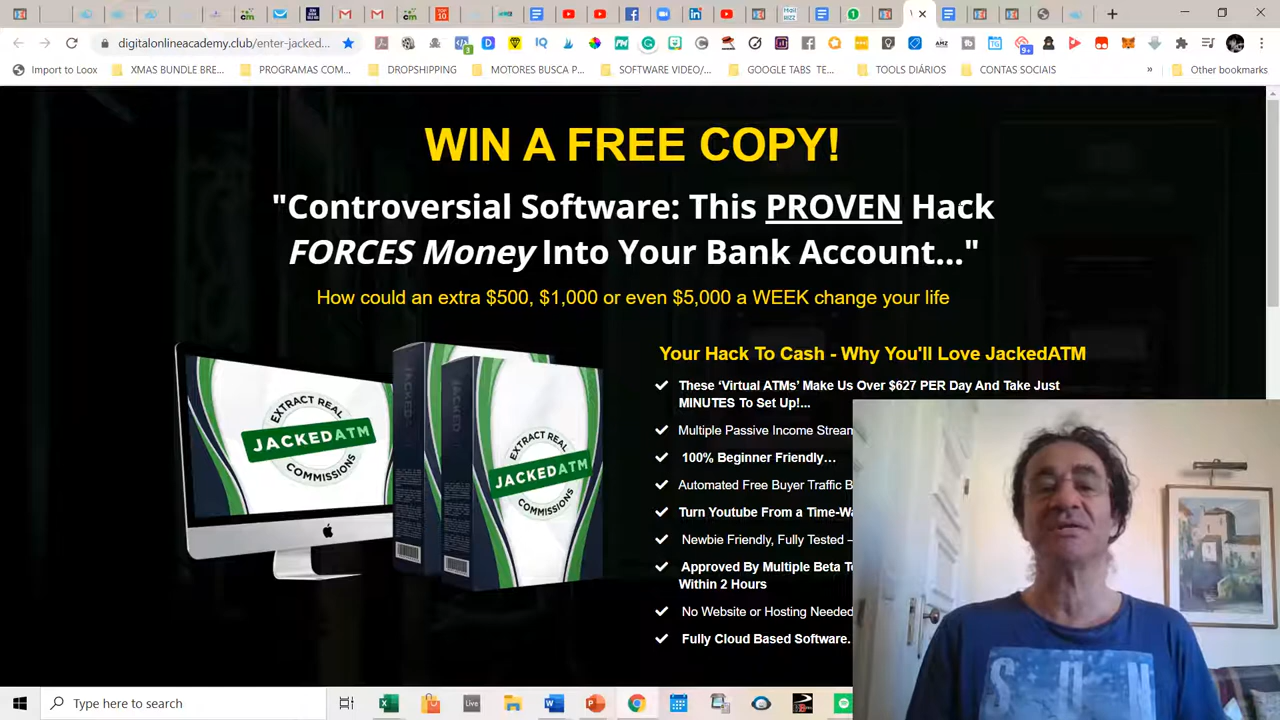 digitalonlineacademy.club/enter-jacked...
Import to Loox
XMAS BUNDLE BRE...
PROGRAMAS COM...
DROPSHIPPING
MOTORES BUSCA P...
SOFTWARE VIDEO/...
GOOGLE TABS TE...
TOOLS DIÁRIOS
CONTAS SOCIAIS
»
Other bookmarks
WIN A FREE COPY!
"Controversial Software: This PROVEN Hack
FORCES Money Into Your Bank Account..."
How could an extra $500, $1,000 or even $5,000 a WEEK change your life
EXTRACT REAL
JACKEDATM
COMMISSIONS
EXTRACT REAL
JACKEDATM
COMMISSIONS
Your Hack To Cash - Why You'll Love JackedATM
These ‘Virtual ATMs’ Make Us Over $627 PER Day And Take Just
MINUTES To Set Up!...
Multiple Passive Income Stream
100% Beginner Friendly…
Automated Free Buyer Traffic B
Turn Youtube From a Time-Wa
Newbie Friendly, Fully Tested –
Approved By Multiple Beta Te
Within 2 Hours
No Website or Hosting Needed
Fully Cloud Based Software.
SUN
Type here to search
Live